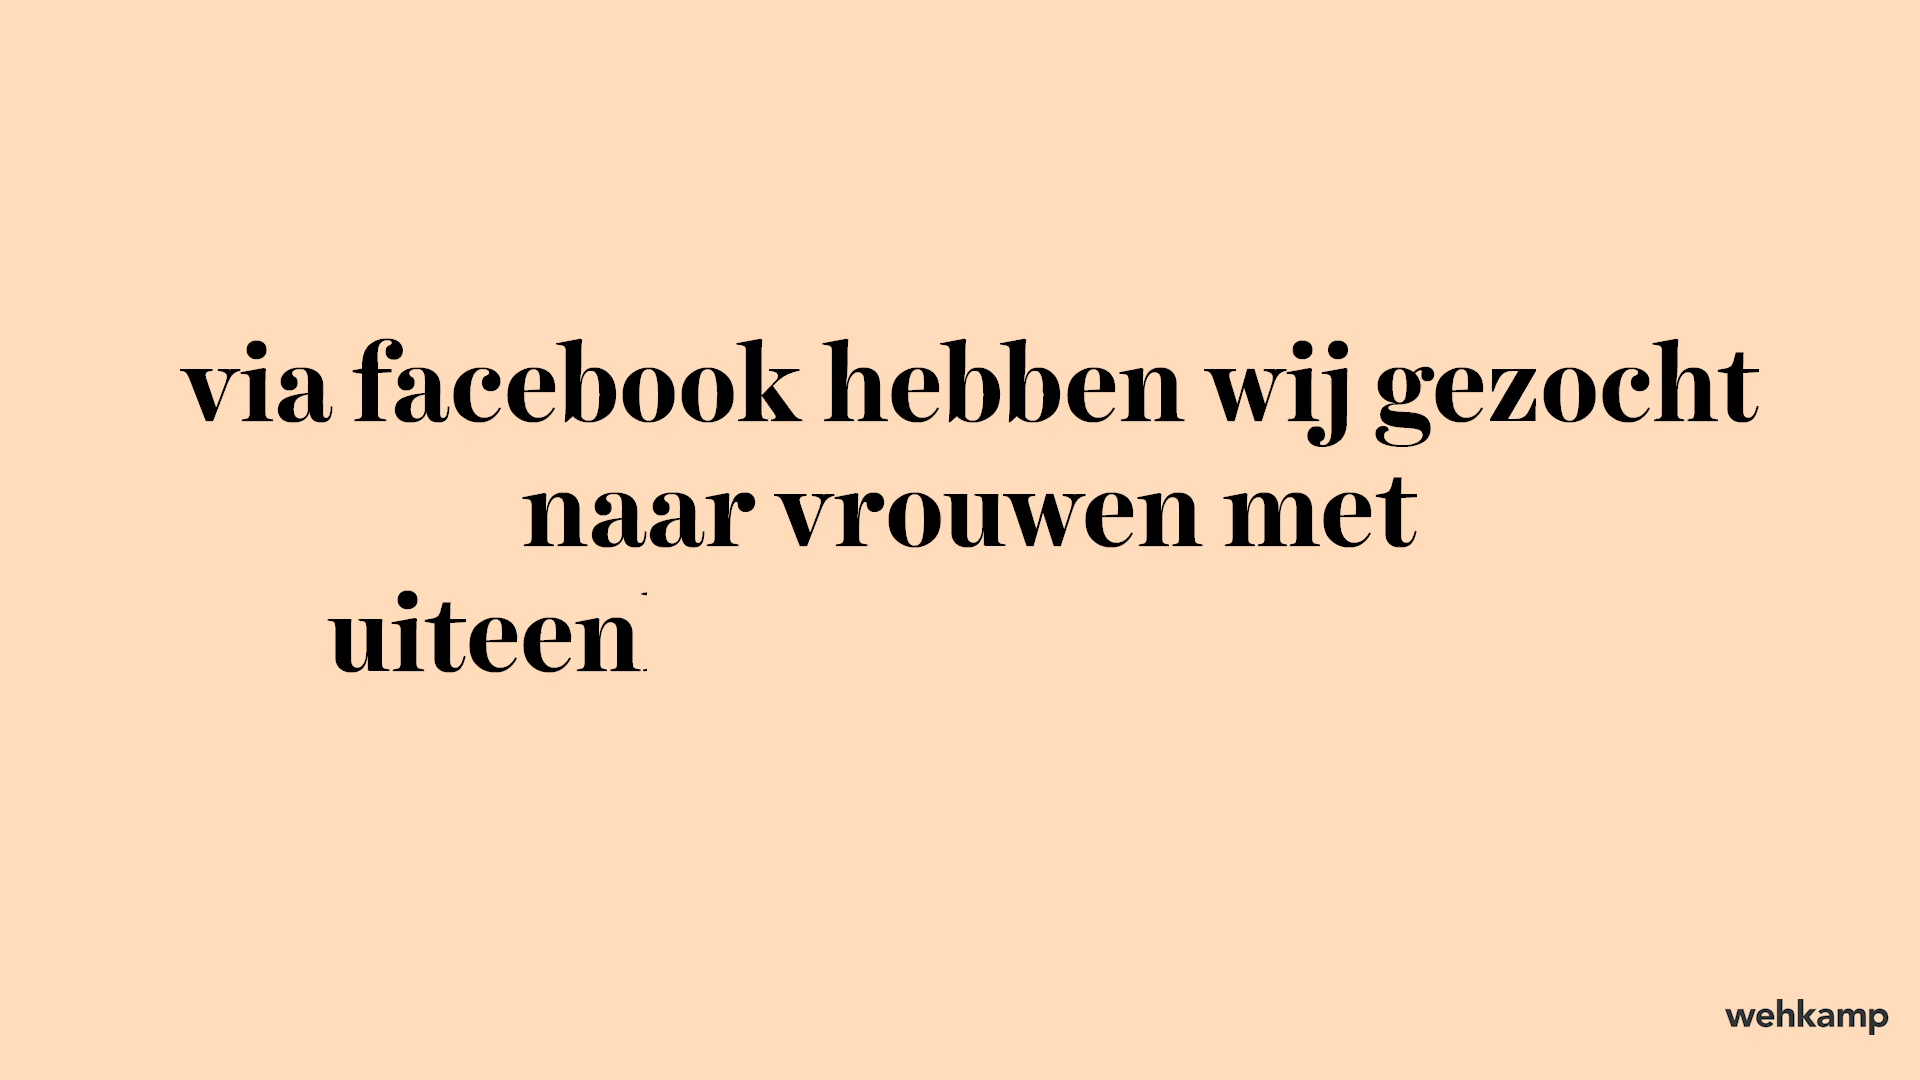 via facebook hebben wij gezocht
naar vrouwen met
uiteen
wehkamp